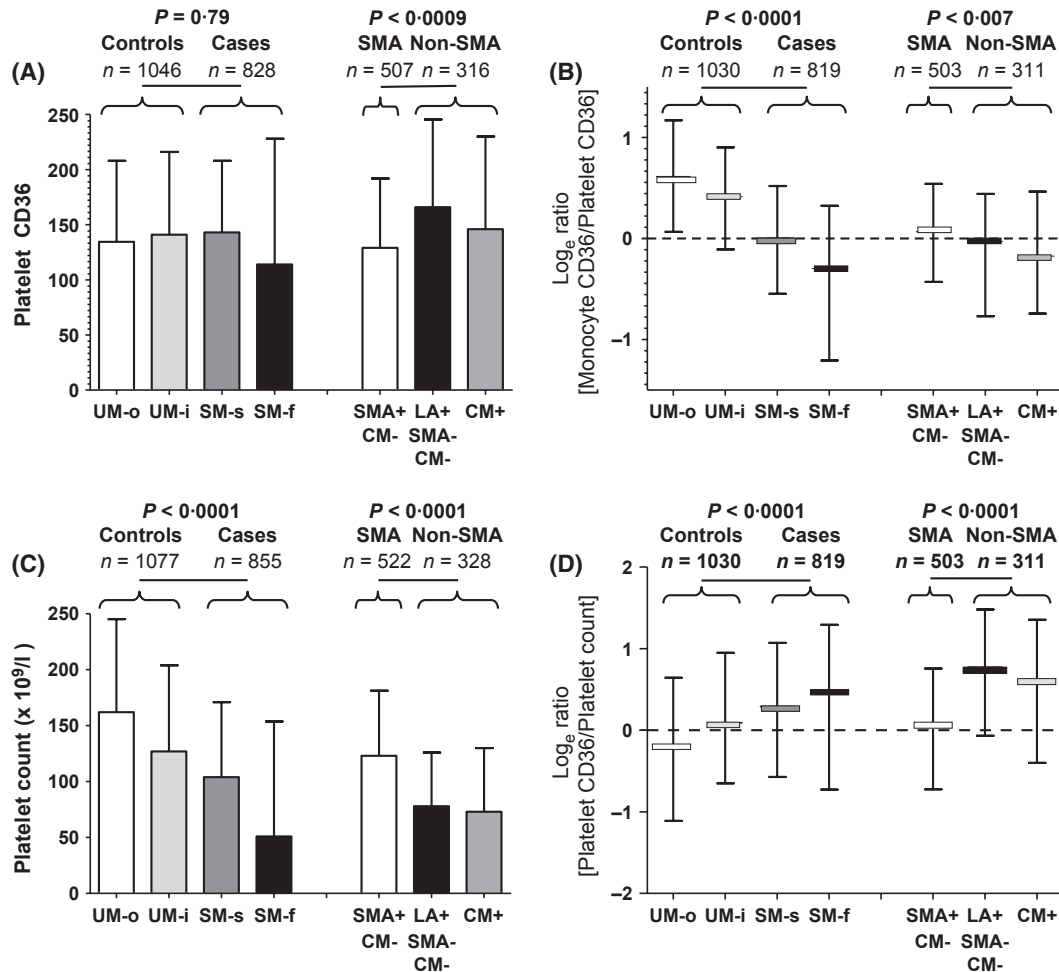 P = 0·79
P < 0·0009
Controls Cases SMA Non-SMA
(A) n = 1046 n = 828 n = 507 n = 316
250
200
150
100
50
0
Platelet CD36
UM-o UM-i SM-s SM-f SMA+ LA+ CM+
CM- SMA-
CM-
P < 0·0001
P < 0·007
Controls Cases SMA Non-SMA
(B) n = 1030 n = 819 n = 503 n = 311
1
0
–1
Loge ratio
[Monocyte CD36/Platelet CD36]
UM-o UM-i SM-s SM-f SMA+ LA+ CM+
CM- SMA-
CM-
P < 0·0001
P < 0·0001
Controls Cases SMA Non-SMA
(C) n = 1077 n = 855 n = 522 n = 328
250
200
150
100
50
0
Platelet count (x 10⁹/l)
UM-o UM-i SM-s SM-f SMA+ LA+ CM+
CM- SMA-
CM-
P < 0·0001
P < 0·0001
Controls Cases SMA Non-SMA
(D) n = 1030 n = 819 n = 503 n = 311
2
1
0
–1
–2
Loge ratio
[Platelet CD36/Platelet count]
UM-o UM-i SM-s SM-f SMA+ LA+ CM+
CM- SMA-
CM-